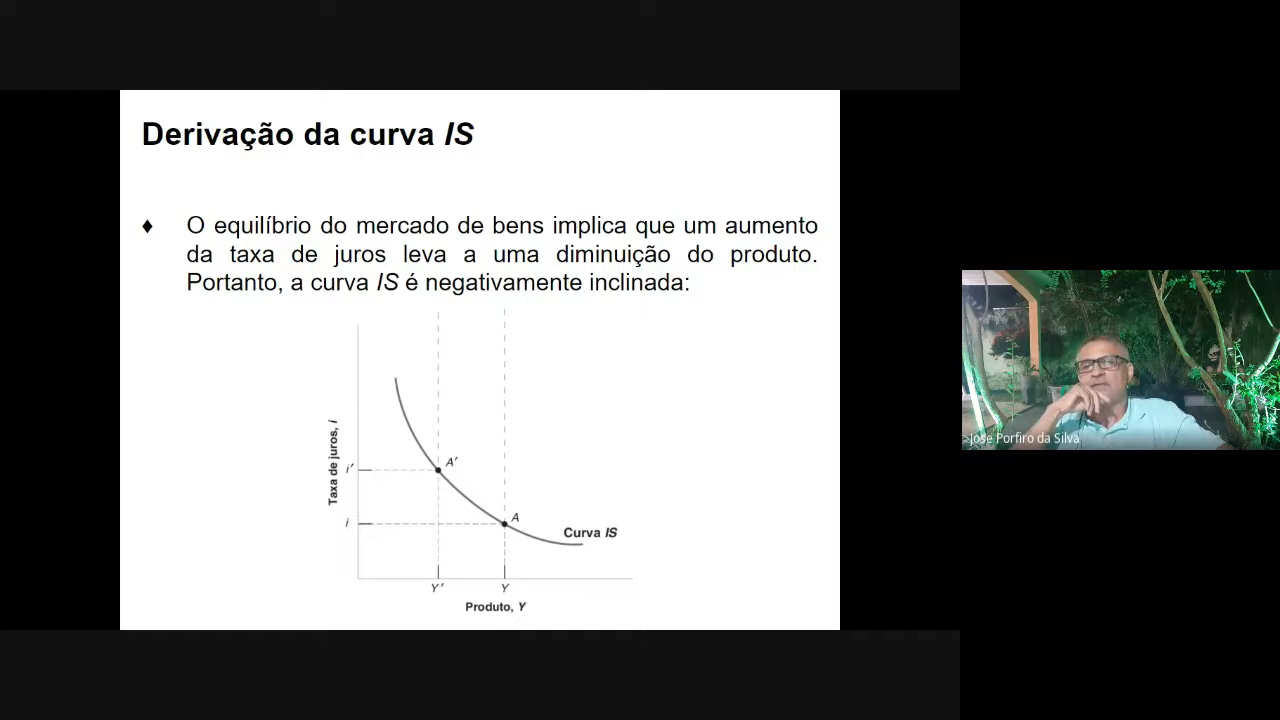 Derivação da curva IS
♦ O equilíbrio do mercado de bens implica que um aumento
da taxa de juros leva a uma diminuição do produto.
Portanto, a curva IS é negativamente inclinada:
Taxa de juros, i
i′
A′
i
A
Curva IS
Y′
Y
Produto, Y
Jose Porfiro da Silva